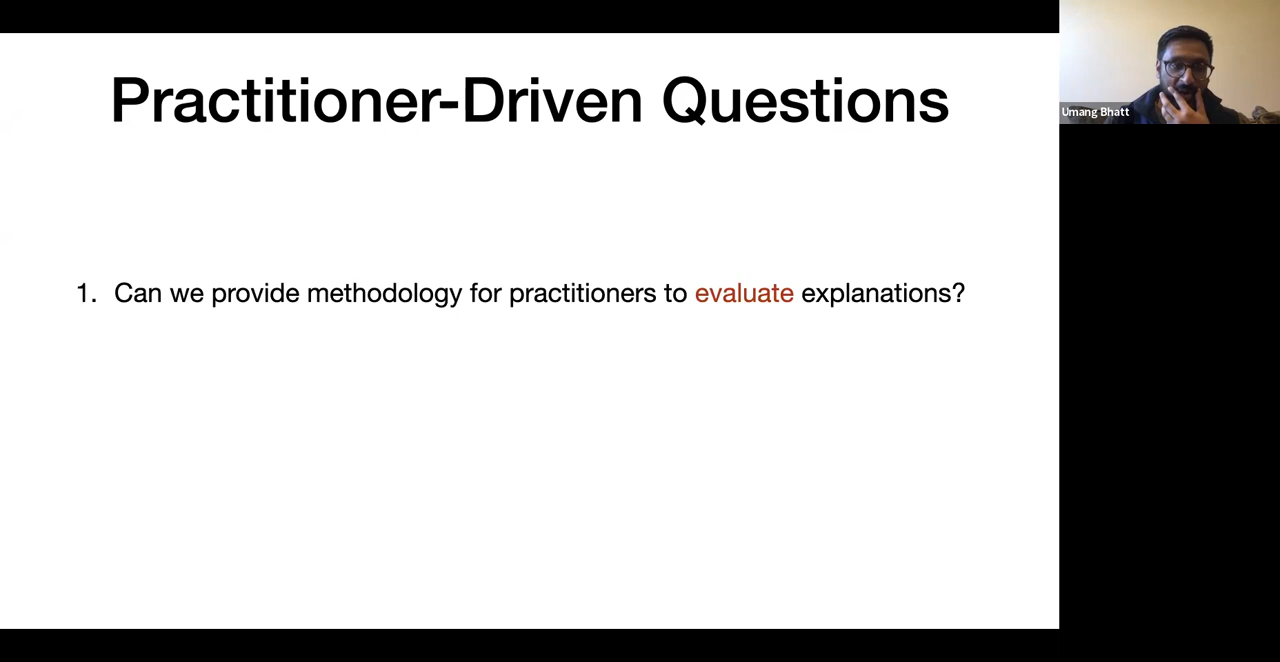 Practitioner-Driven Questions
1. Can we provide methodology for practitioners to evaluate explanations?
Umang Bhatt